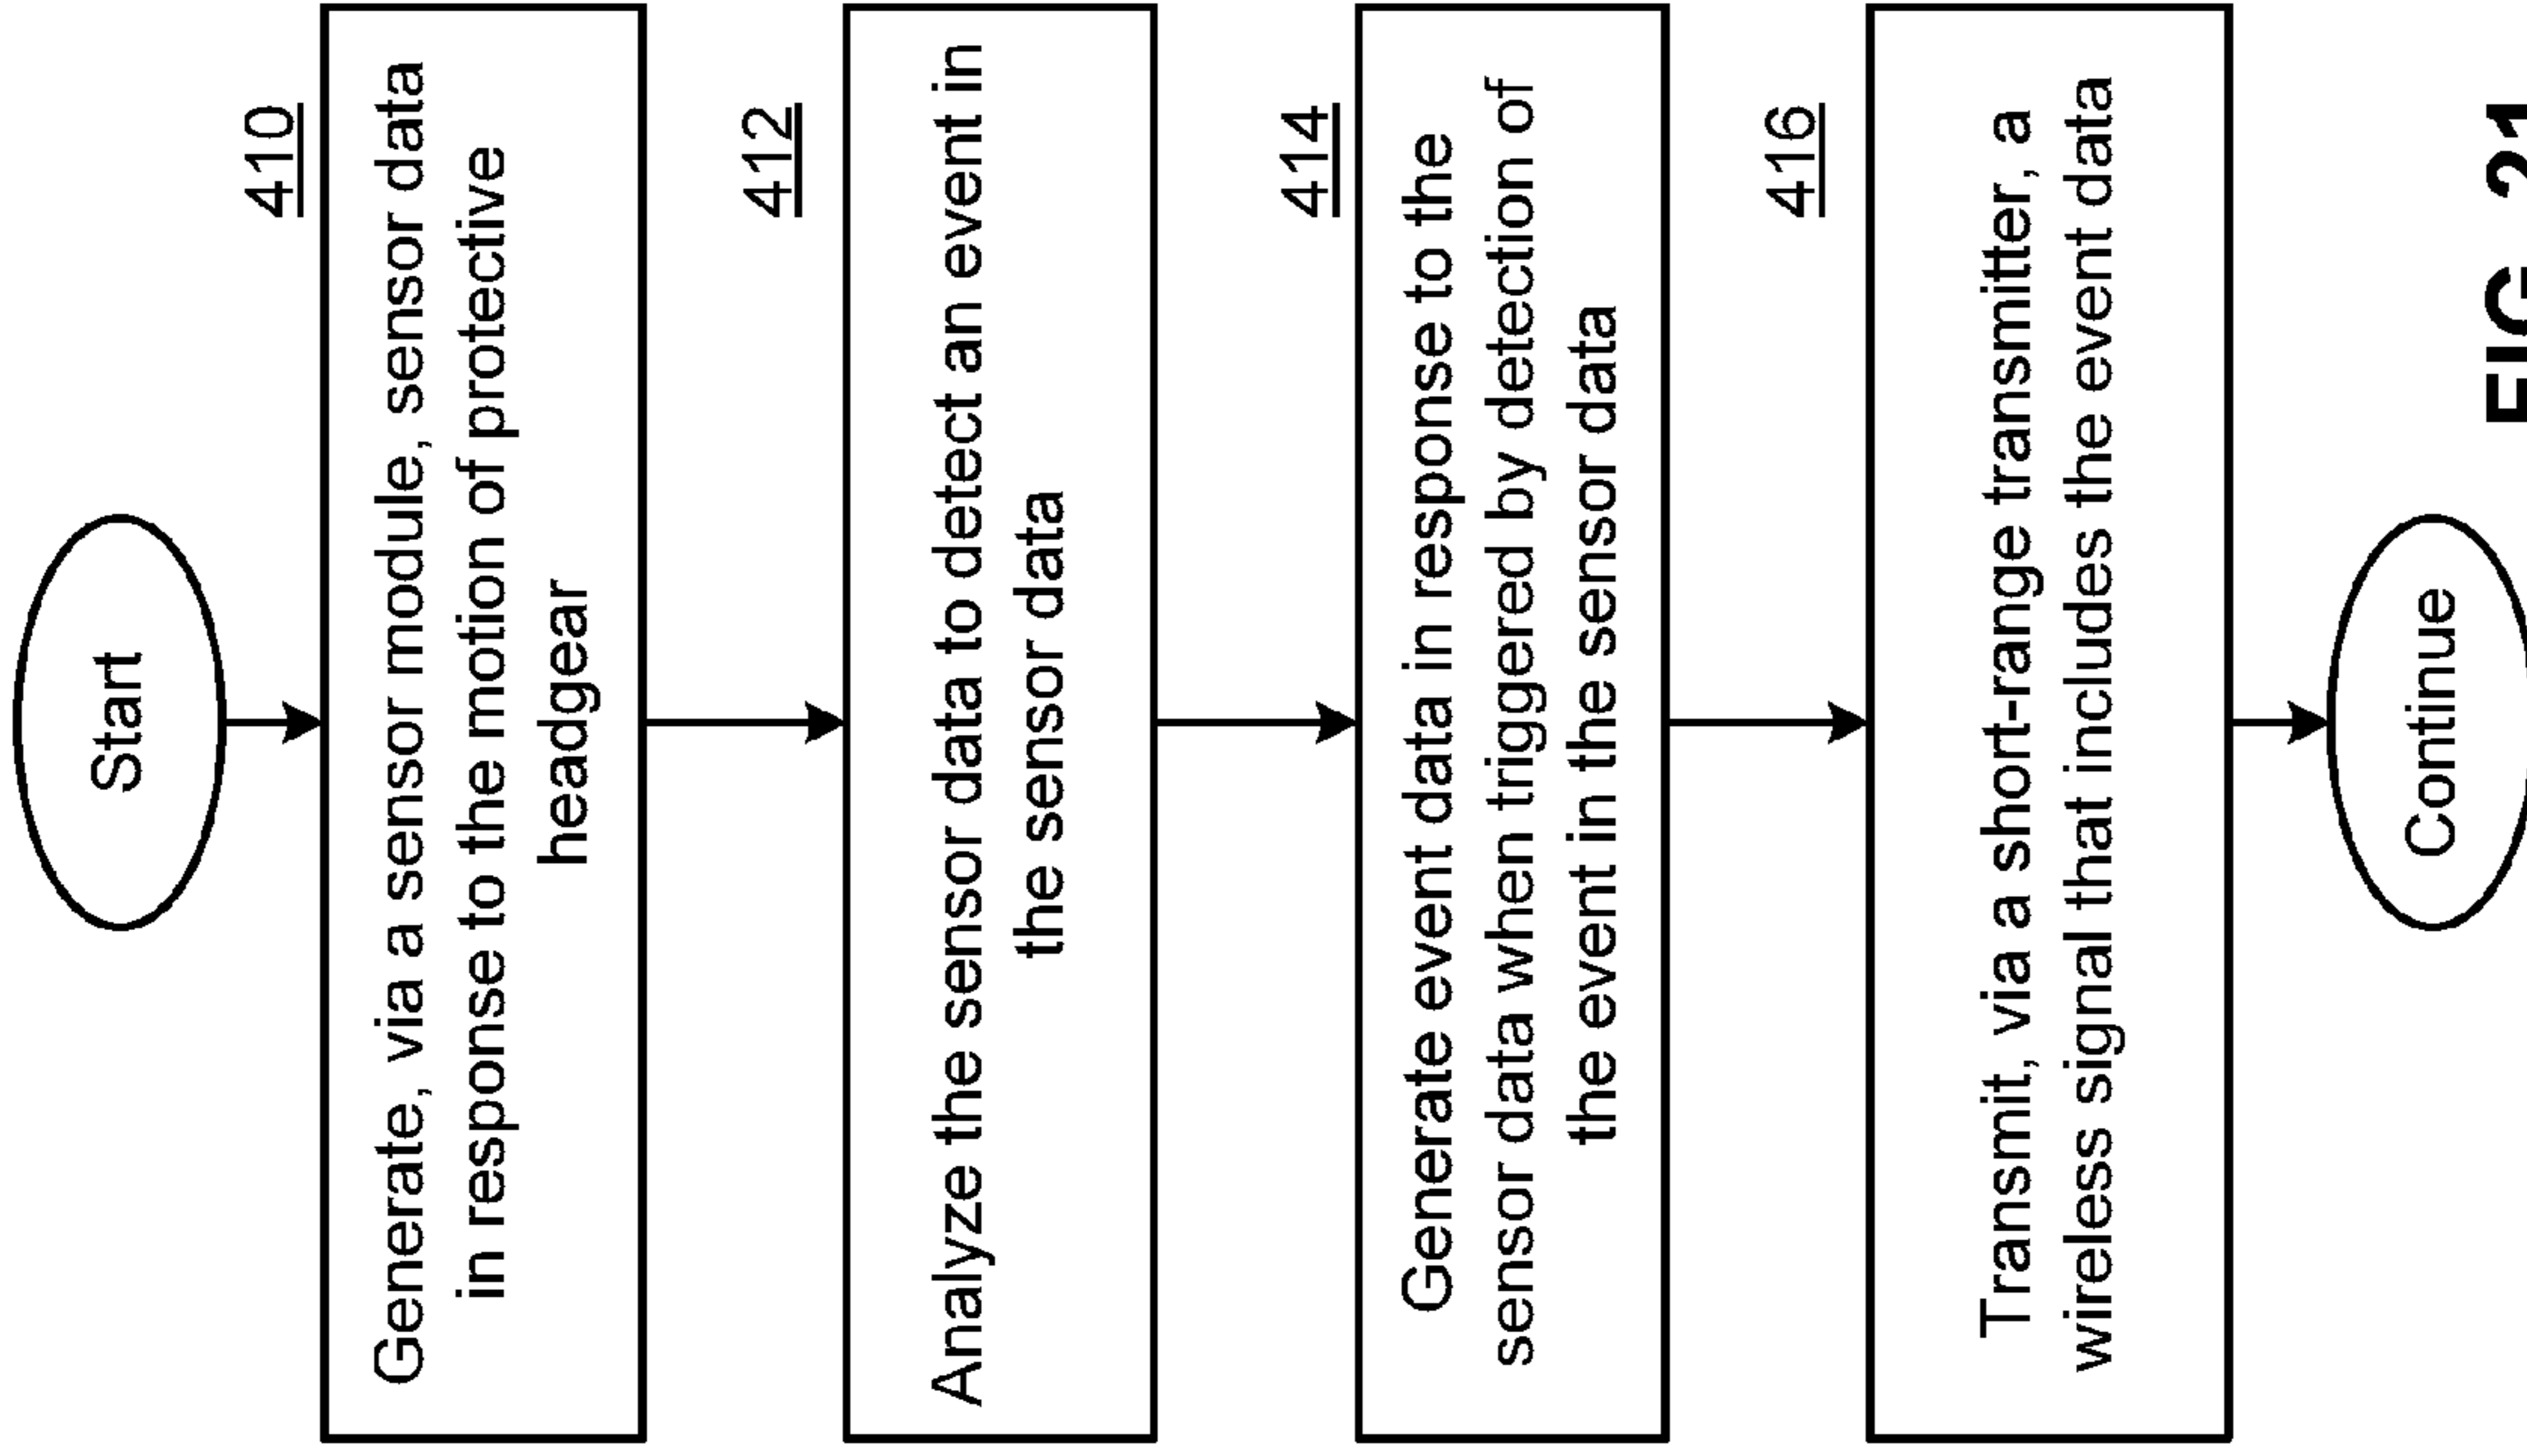 Start
410
Generate, via a sensor module, sensor data
in response to the motion of protective
headgear
412
Analyze the sensor data to detect an event in
the sensor data
414
Generate event data in response to the
sensor data when triggered by detection of
the event in the sensor data
416
Transmit, via a short-range transmitter, a
wireless signal that includes the event data
Continue
FIG. 21